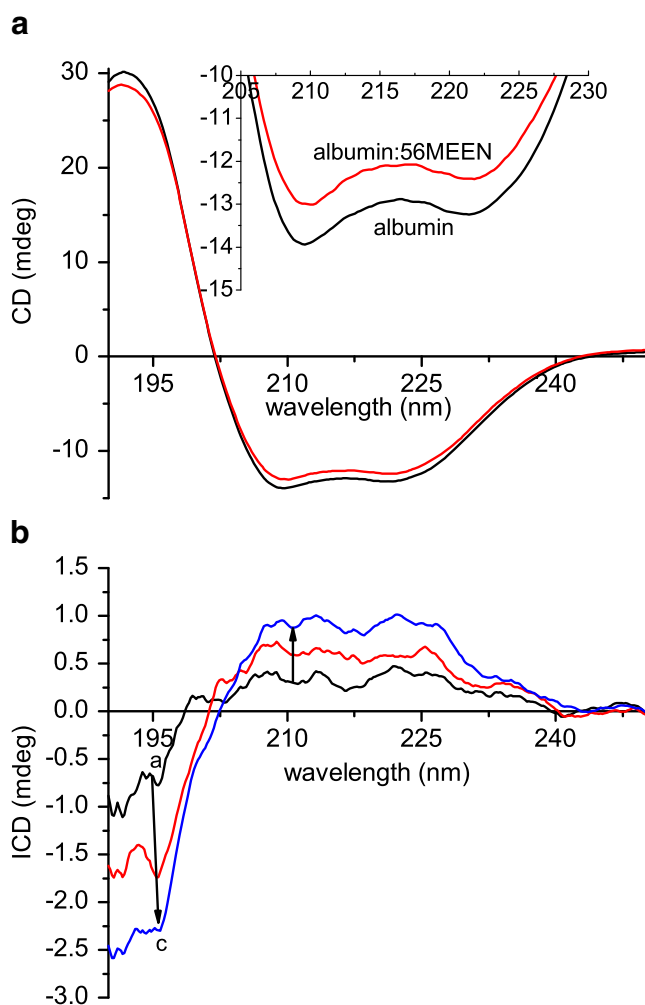 a
30
20
10
0
-10
CD (mdeg)
195 210 225 240
wavelength (nm)
205 210 215 220 225 230
-10
-11
-12
-13
-14
-15
albumin:56MEEN
albumin
b
1.5
1.0
0.5
0.0
-0.5
-1.0
-1.5
-2.0
-2.5
-3.0
ICD (mdeg)
195 210 225 240
wavelength (nm)
a
c